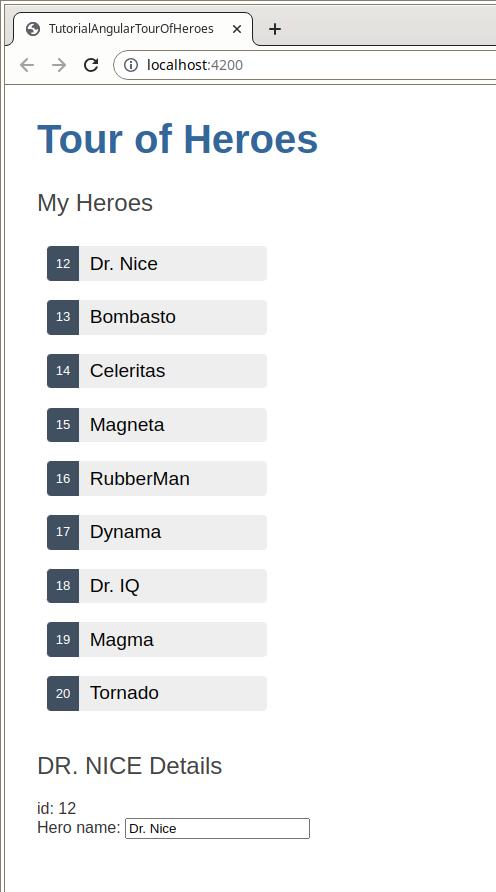 TutorialAngularTourOfHeroes
localhost:4200
Tour of Heroes
My Heroes
12 Dr. Nice
13 Bombasto
14 Celeritas
15 Magneta
16 RubberMan
17 Dynama
18 Dr. IQ
19 Magma
20 Tornado
DR. NICE Details
id: 12
Hero name: Dr. Nice